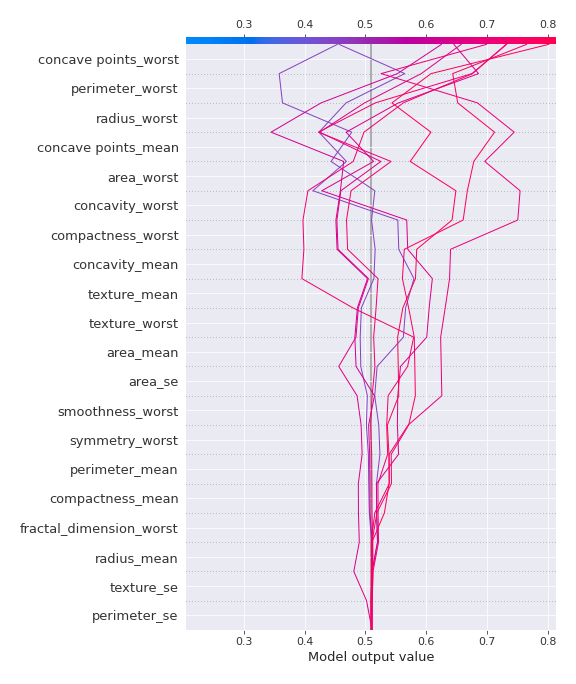 0.3 0.4 0.5 0.6 0.7 0.8
concave points_worst
perimeter_worst
radius_worst
concave points_mean
area_worst
concavity_worst
compactness_worst
concavity_mean
texture_mean
texture_worst
area_mean
area_se
smoothness_worst
symmetry_worst
perimeter_mean
compactness_mean
fractal_dimension_worst
radius_mean
texture_se
perimeter_se
0.3 0.4 0.5 0.6 0.7 0.8
Model output value